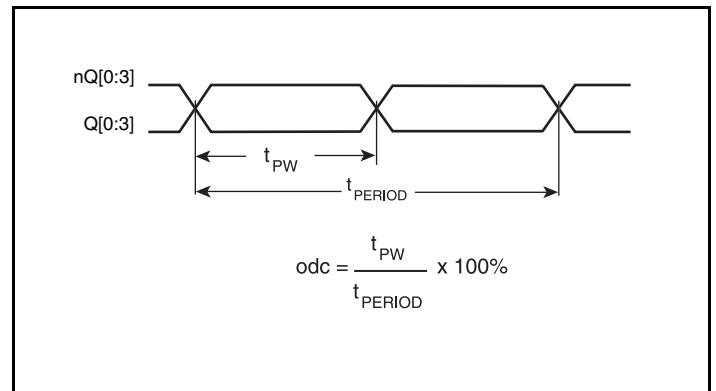 nQ[0:3]
Q[0:3]
tPW
tPERIOD
odc = tPW / tPERIOD x 100%